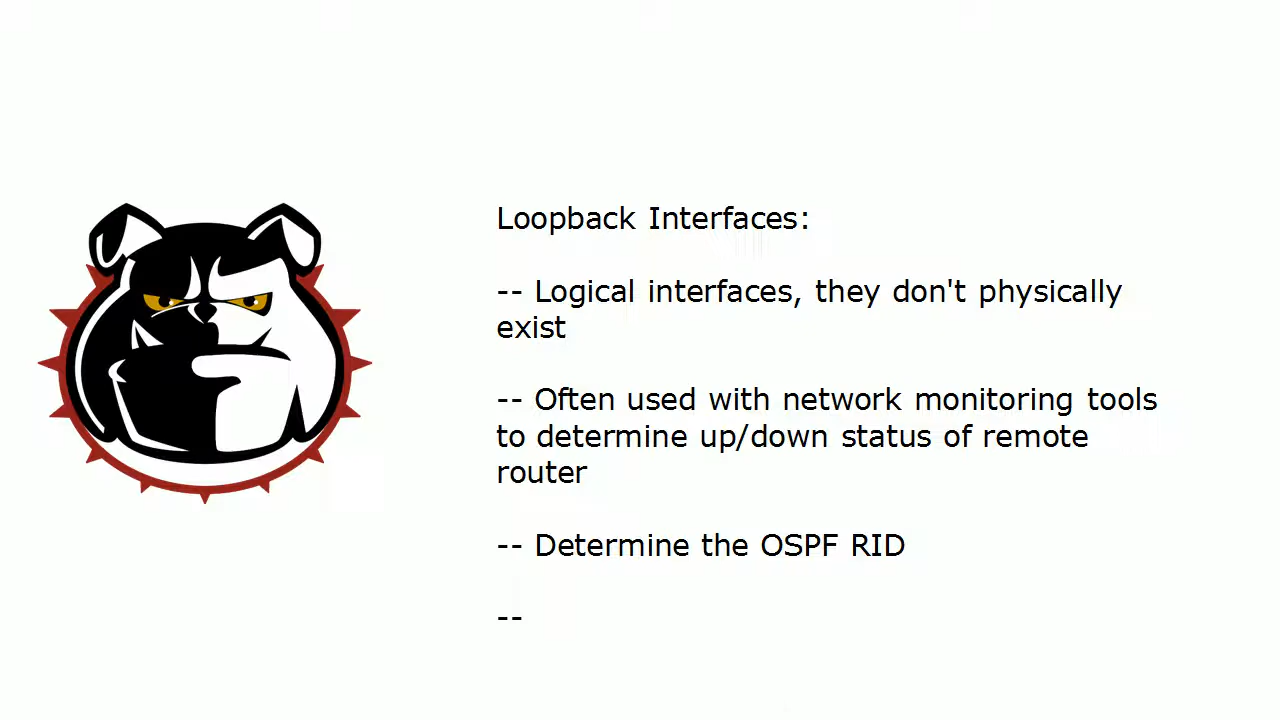 Loopback Interfaces:
-- Logical interfaces, they don't physically
exist
-- Often used with network monitoring tools
to determine up/down status of remote
router
-- Determine the OSPF RID
--